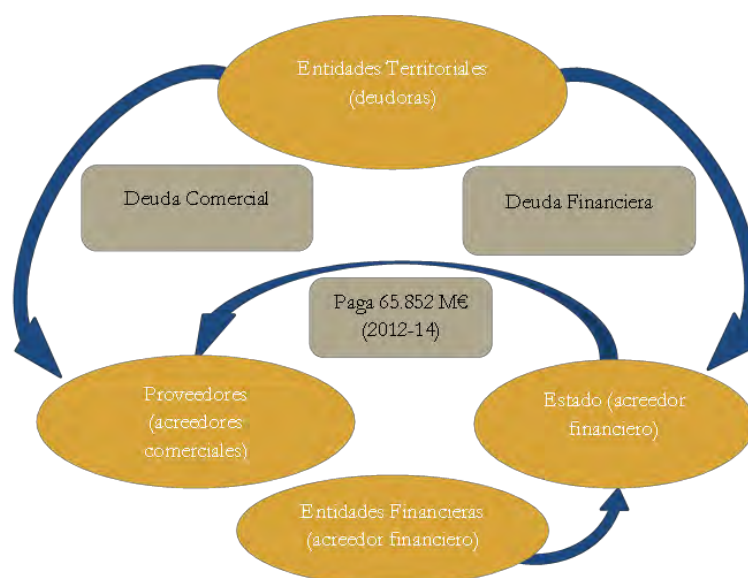 Entidades Territoriales
(deudoras)
Deuda Comercial
Deuda Financiera
Paga 65.852 M€
(2012-14)
Proveedores
(acreedores
comerciales)
Estado (acreedor
financiero)
Entidades Financieras
(acreedor financiero)